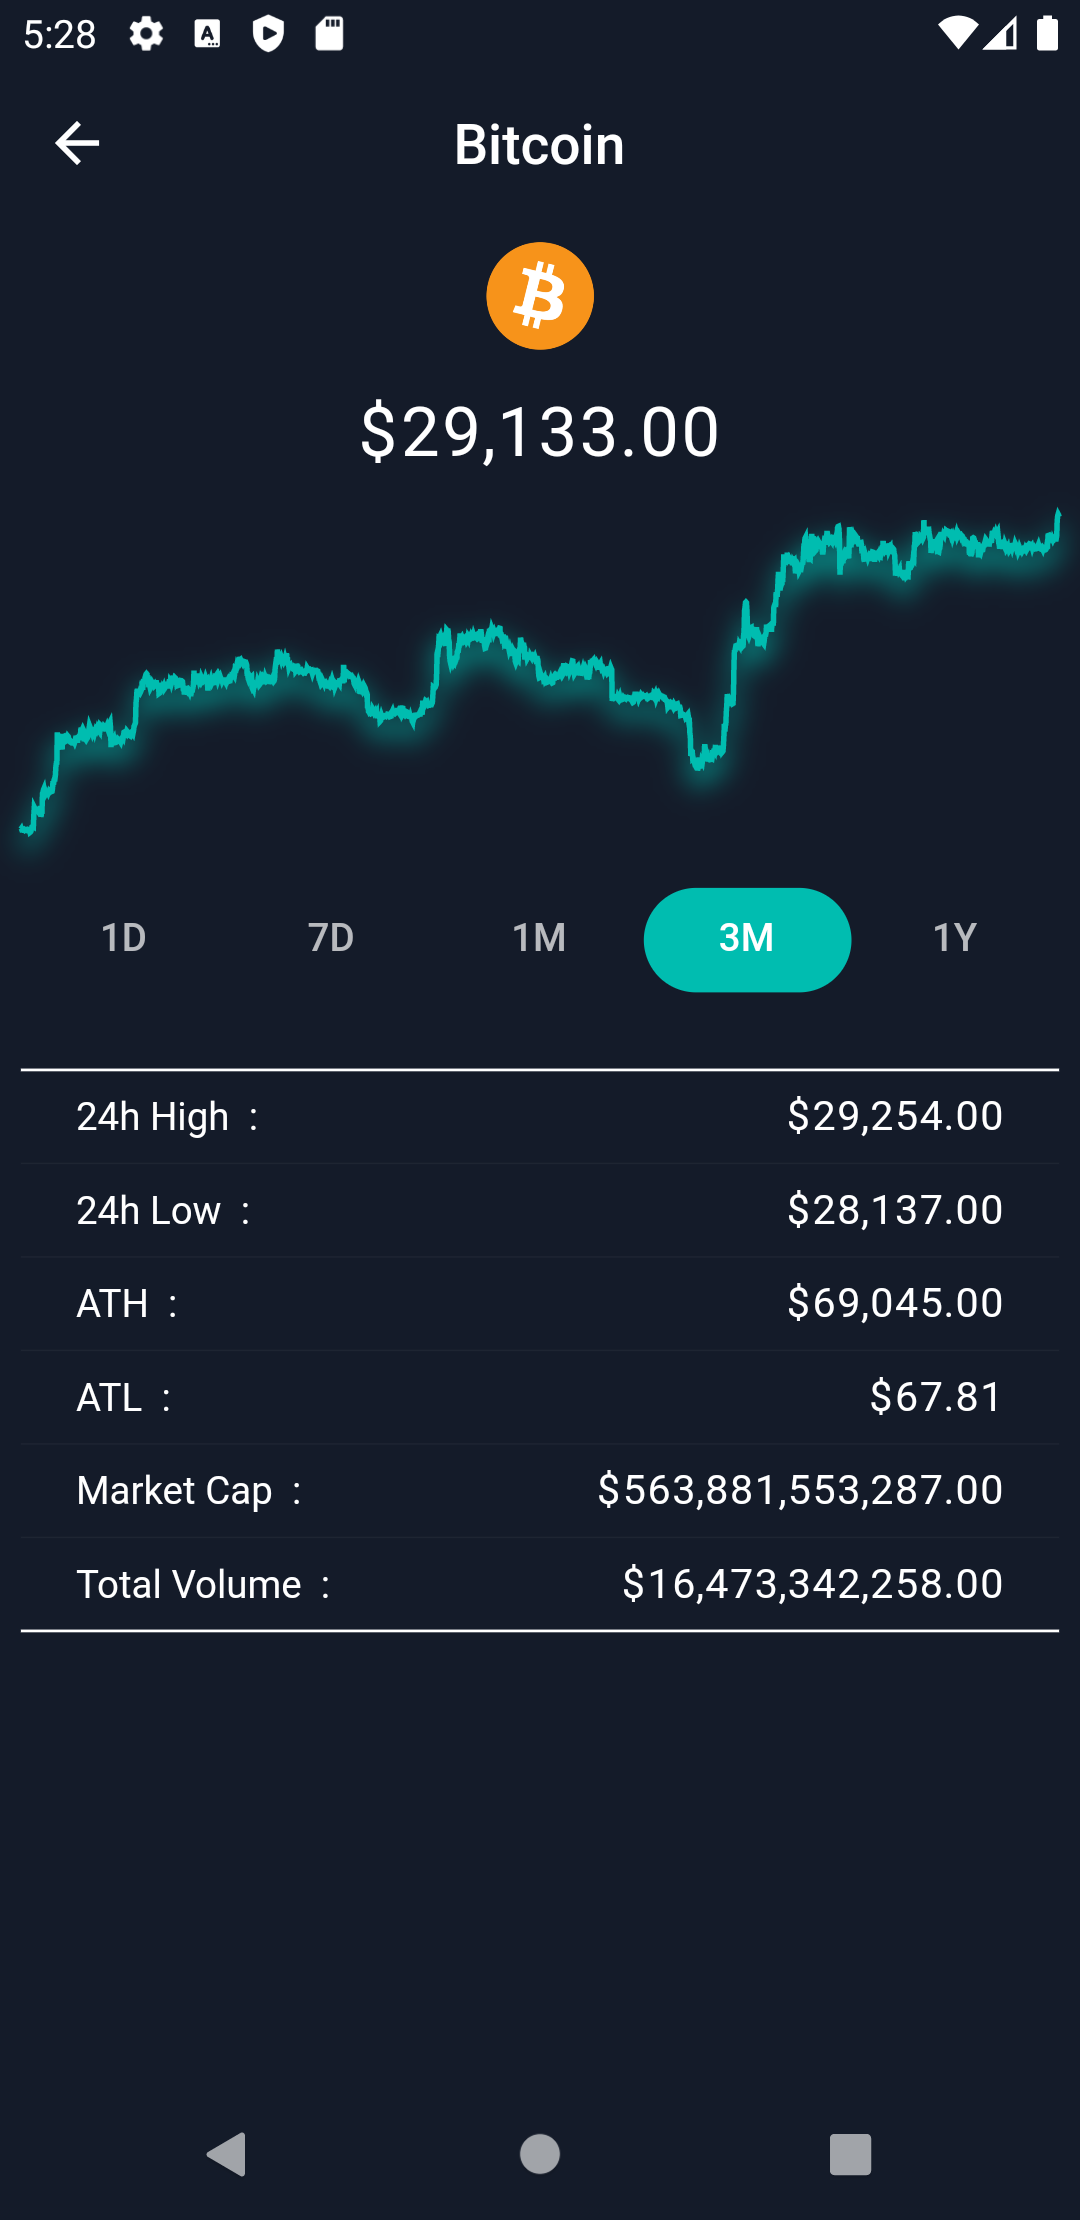 5:28
Bitcoin
$29,133.00
1D 7D 1M 3M 1Y
24h High : $29,254.00
24h Low : $28,137.00
ATH : $69,045.00
ATL : $67.81
Market Cap : $563,881,553,287.00
Total Volume : $16,473,342,258.00